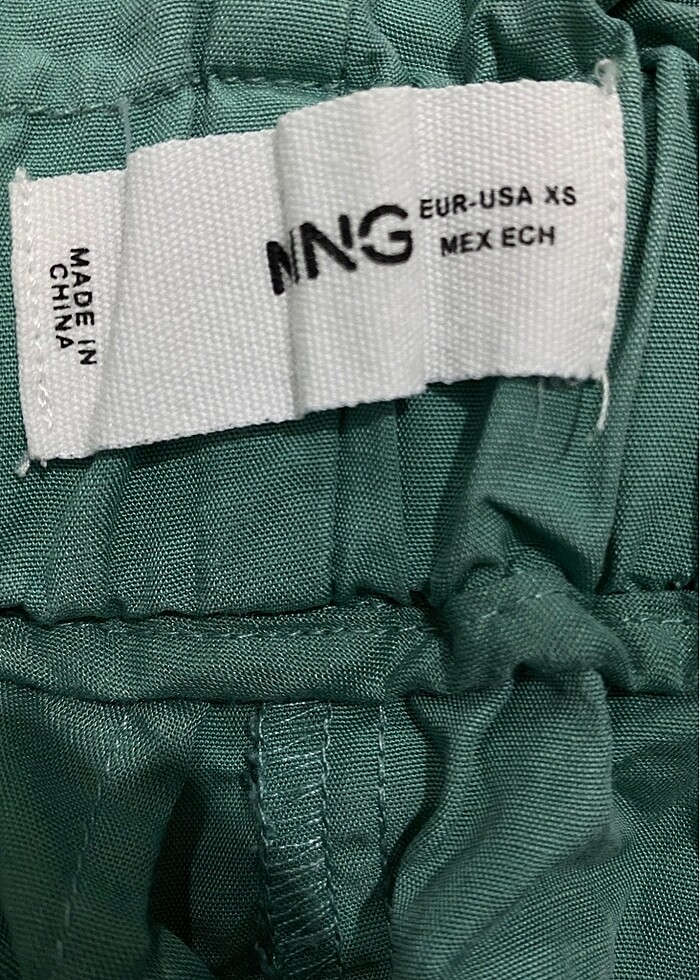 MNG
EUR-USA XS
MEX ECH
MADE IN
CHINA